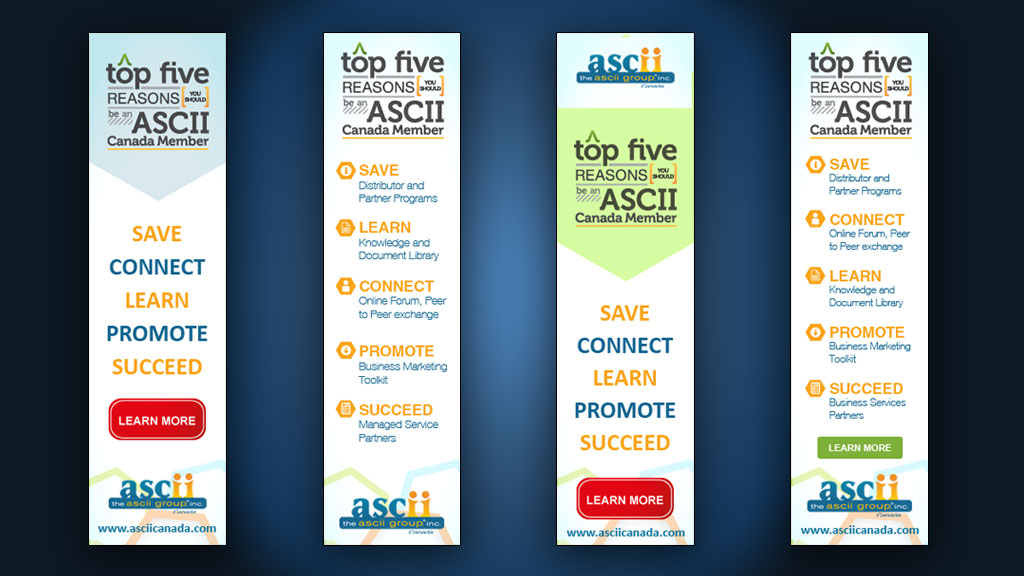 top five
REASONS [YOU SHOULD]
be an ASCII
Canada Member
SAVE
CONNECT
LEARN
PROMOTE
SUCCEED
LEARN MORE
ascii
the ascii group inc.
Canada
www.asciicanada.com
top five
REASONS [YOU SHOULD]
be an ASCII
Canada Member
SAVE
Distributor and
Partner Programs
LEARN
Knowledge and
Document Library
CONNECT
Online Forum, Peer
to Peer exchange
PROMOTE
Business Marketing
Toolkit
SUCCEED
Managed Service
Partners
ascii
the ascii group inc.
Canada
ascii
the ascii group inc.
Canada
top five
REASONS [YOU SHOULD]
be an ASCII
Canada Member
SAVE
CONNECT
LEARN
PROMOTE
SUCCEED
LEARN MORE
www.asciicanada.com
top five
REASONS [YOU SHOULD]
be an ASCII
Canada Member
SAVE
Distributor and
Partner Programs
CONNECT
Online Forum, Peer
to Peer exchange
LEARN
Knowledge and
Document Library
PROMOTE
Business Marketing
Toolkit
SUCCEED
Business Services
Partners
LEARN MORE
ascii
the ascii group inc.
Canada
www.asciicanada.com